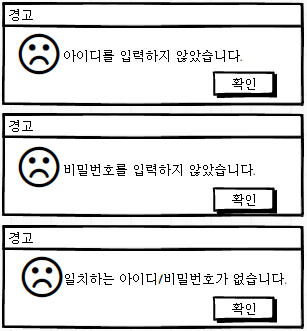 경고
아이디를 입력하지 않았습니다.
확인
경고
비밀번호를 입력하지 않았습니다.
확인
경고
일치하는 아이디/비밀번호가 없습니다.
확인